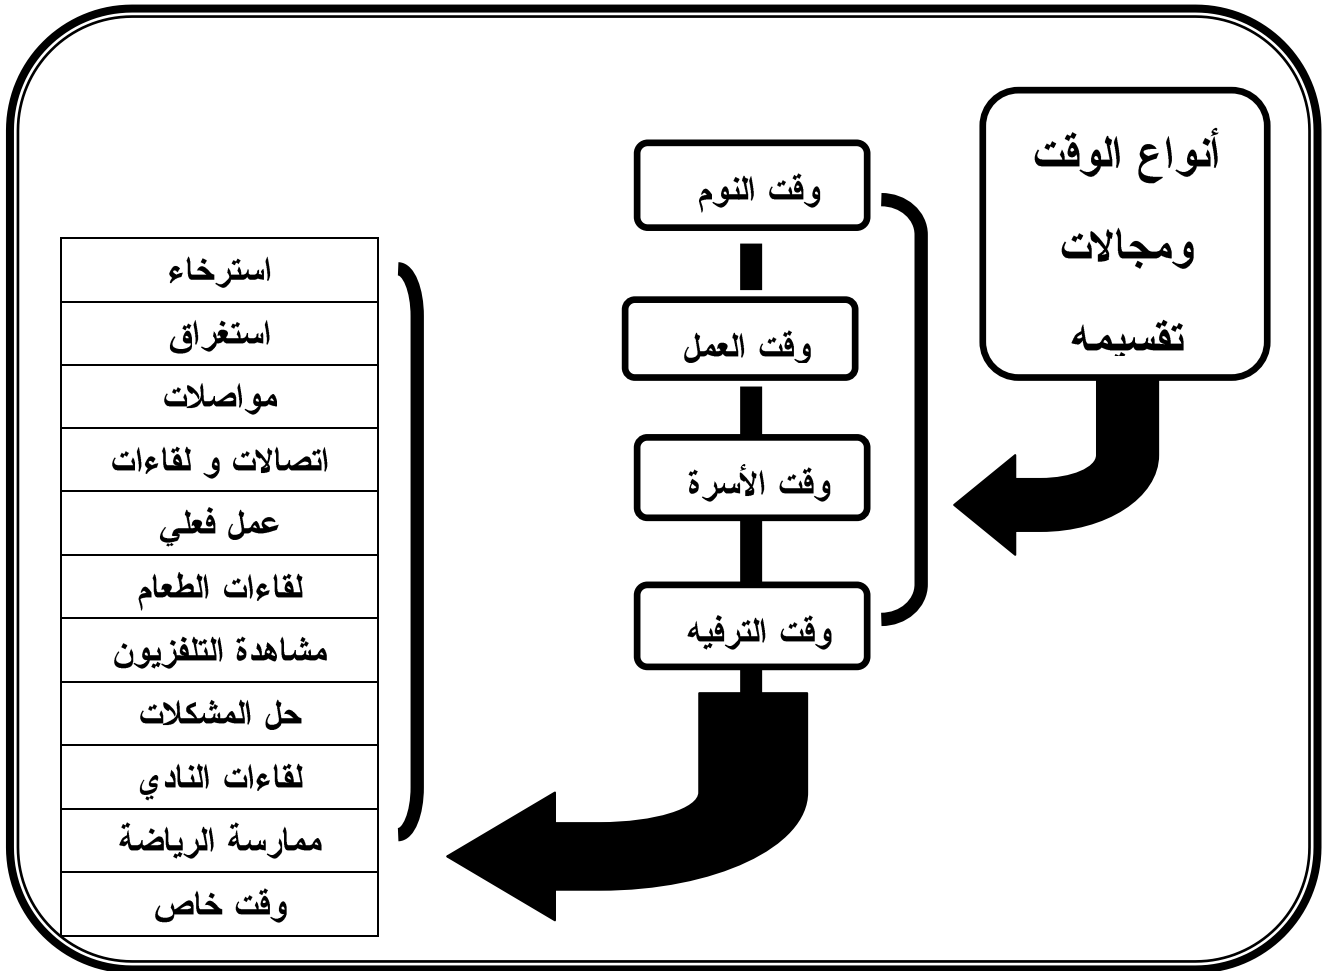 أنواع الوقت
ومجالات
تقسيمه
وقت النوم
وقت العمل
وقت الأسرة
وقت الترفيه
استرخاء
استغراق
مواصلات
اتصالات و لقاءات
عمل فعلي
لقاءات الطعام
مشاهدة التلفزيون
حل المشكلات
لقاءات النادي
ممارسة الرياضة
وقت خاص